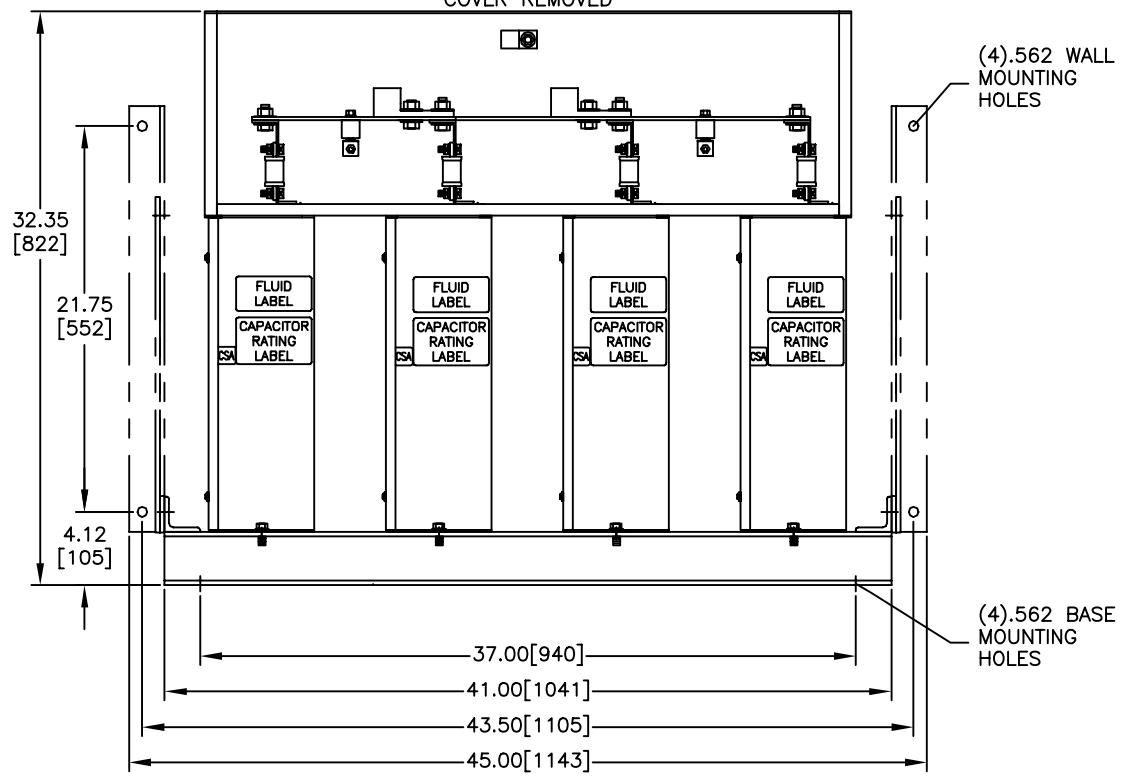 COVER REMOVED
(4).562 WALL
MOUNTING
HOLES
32.35
[822]
21.75
[552]
4.12
[105]
FLUID
LABEL
CAPACITOR
RATING
LABEL
CSA
FLUID
LABEL
CAPACITOR
RATING
LABEL
CSA
FLUID
LABEL
CAPACITOR
RATING
LABEL
CSA
FLUID
LABEL
CAPACITOR
RATING
LABEL
CSA
(4).562 BASE
MOUNTING
HOLES
37.00[940]
41.00[1041]
43.50[1105]
45.00[1143]